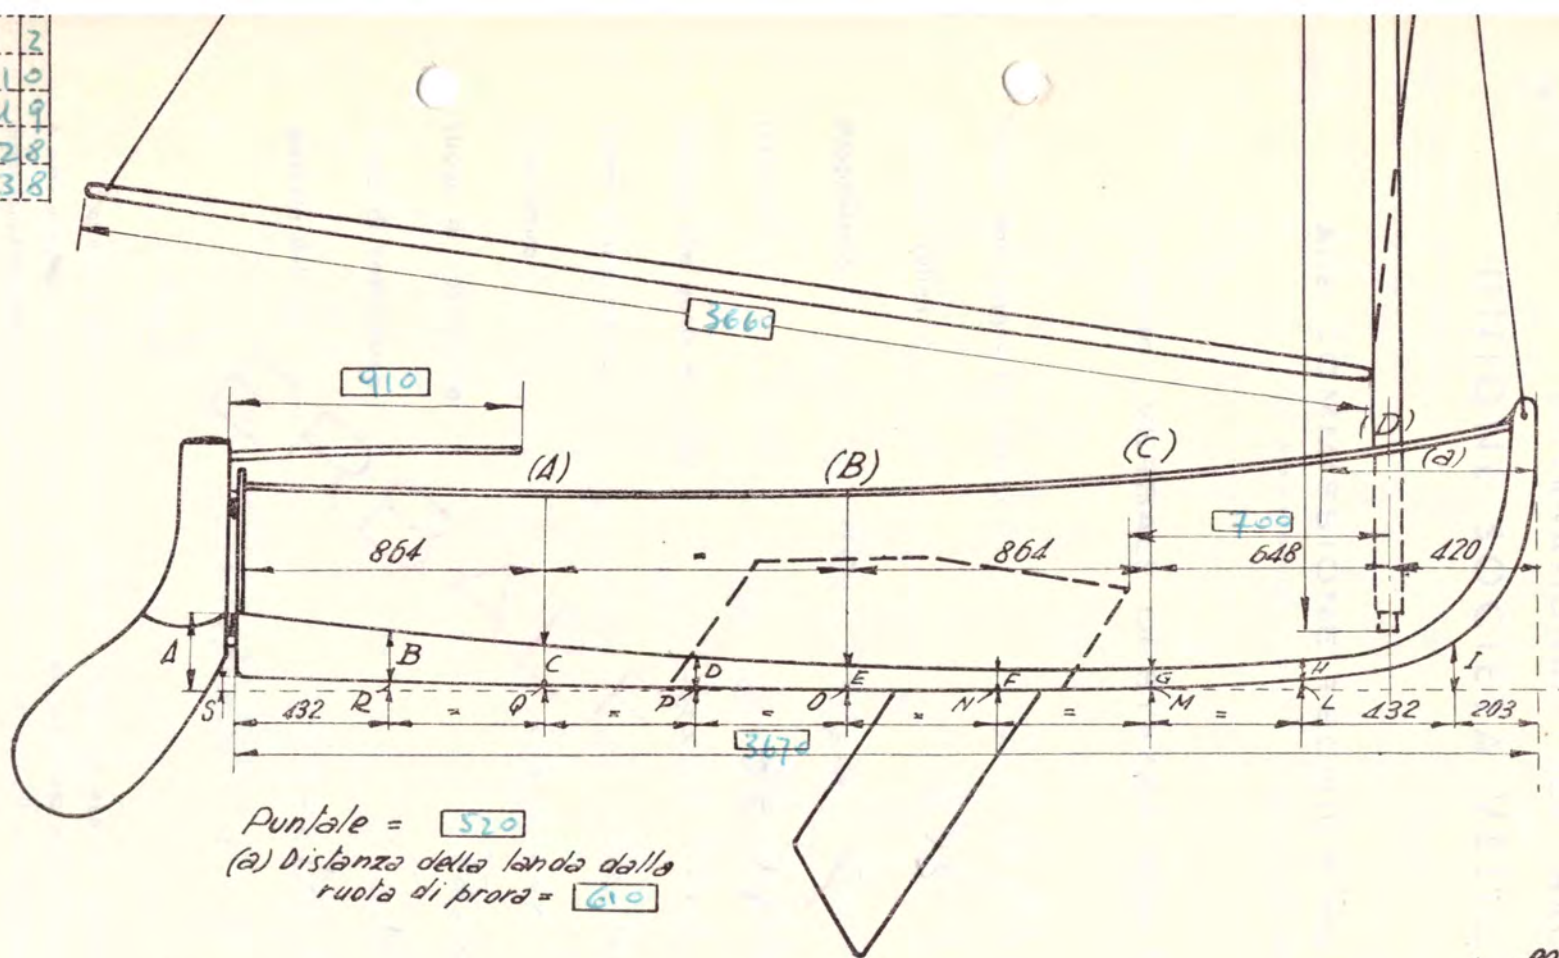 2
10
19
28
38
3660
910
(A)
(B)
(C)
(D)
(a)
700
864
=
864
648
420
A
B
C
D
E
F
G
H
I
S
R
Q
P
O
N
M
L
432
=
=
=
=
=
=
432
203
3670
Puntale = 520
(a) Distanza della landa dalla
ruota di prora = 610